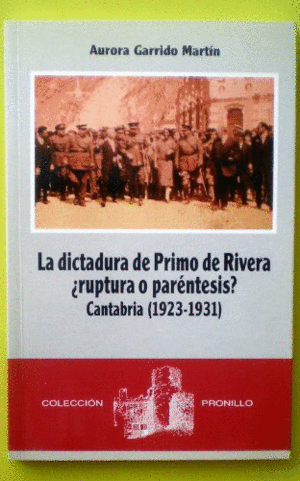 Aurora Garrido Martín
La dictadura de Primo de Rivera
¿ruptura o paréntesis?
Cantabria (1923-1931)
COLECCIÓN PRONILLO